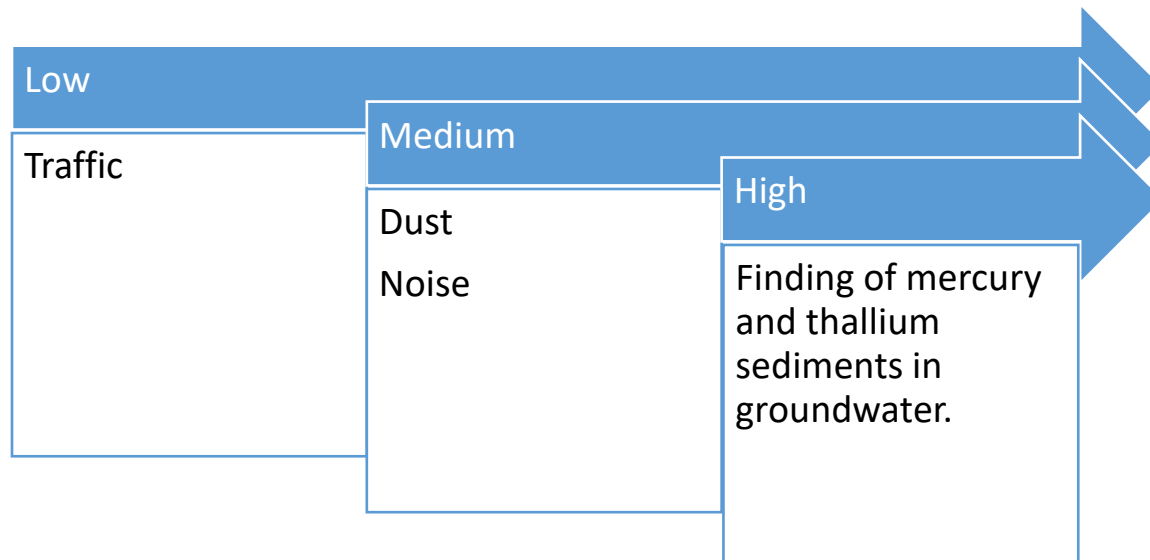 Low
Traffic
Medium
Dust
Noise
High
Finding of mercury
and thallium
sediments in
groundwater.